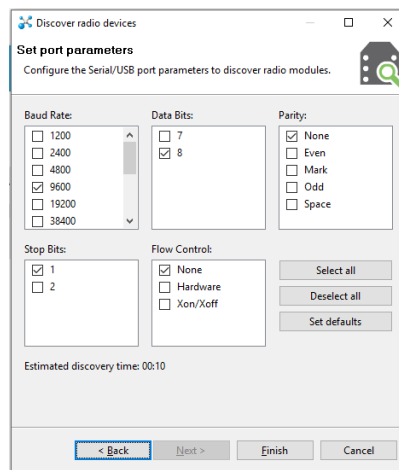 Discover radio devices
Set port parameters
Configure the Serial/USB port parameters to discover radio modules.
Baud Rate:
1200
2400
4800
9600
19200
38400
Data Bits:
7
8
Parity:
None
Even
Mark
Odd
Space
Stop Bits:
1
2
Flow Control:
None
Hardware
Xon/Xoff
Select all
Deselect all
Set defaults
Estimated discovery time: 00:10
< Back
Next >
Finish
Cancel